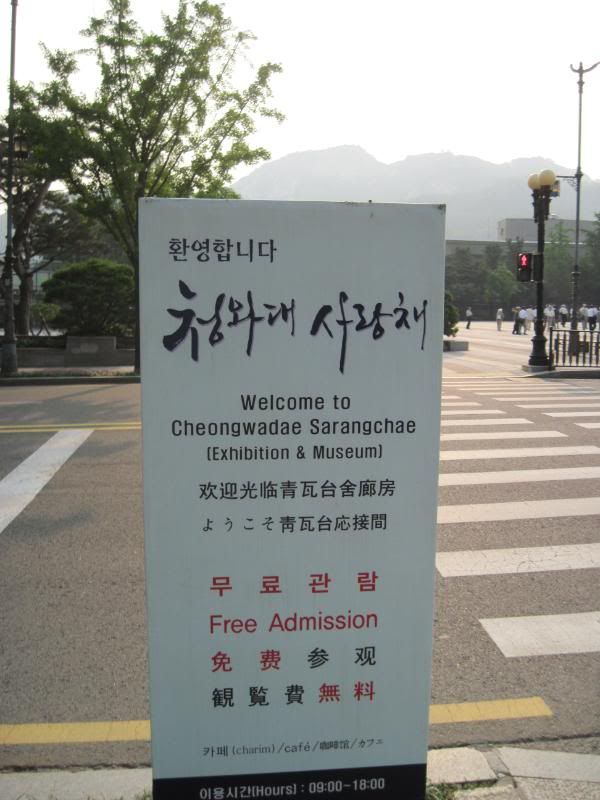 환영합니다
청와대 사랑채
Welcome to
Cheongwadae Sarangchae
(Exhibition & Museum)
欢迎光临青瓦台舍廊房
ようこそ靑瓦台応接間
무료관람
Free Admission
免费参观
観覧費無料
카페(charim)/café/咖啡馆/カフェ
이용시간(Hours) : 09:00-18:00